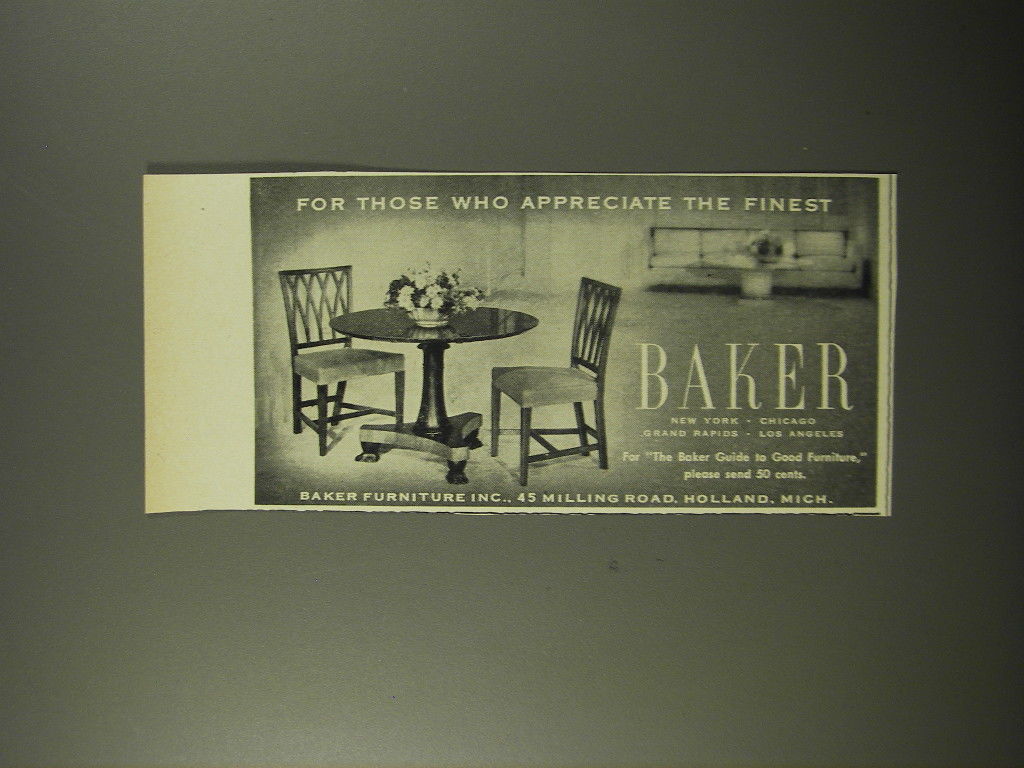 FOR THOSE WHO APPRECIATE THE FINEST
BAKER
NEW YORK · CHICAGO
GRAND RAPIDS · LOS ANGELES
For "The Baker Guide to Good Furniture,"
please send 50 cents.
BAKER FURNITURE INC., 45 MILLING ROAD, HOLLAND, MICH.